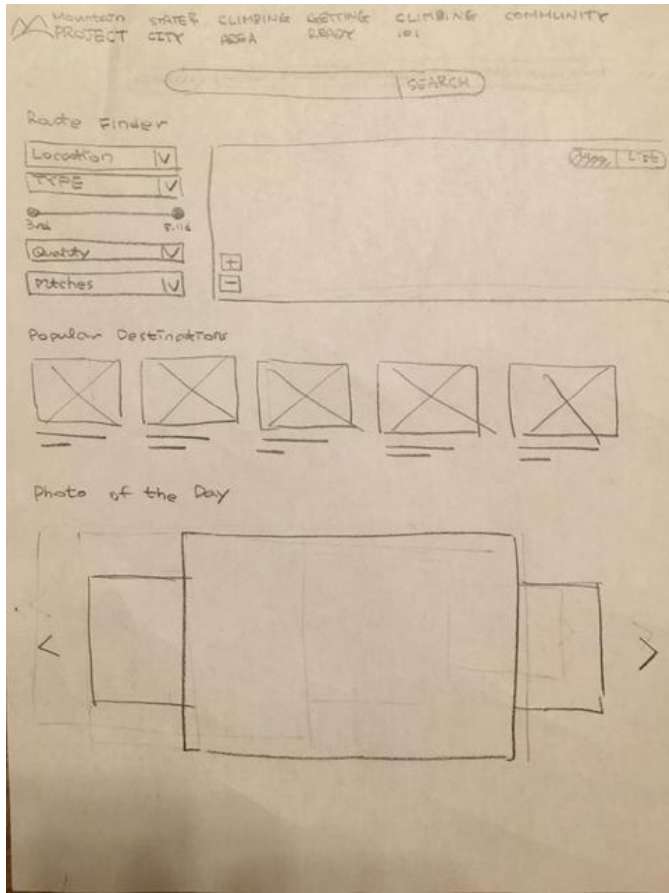 Mountain
PROJECT
STATE&
CITY
CLIMBING
AREA
GETTING
READY
CLIMBING
101
COMMUNITY
SEARCH
Route Finder
Location
TYPE
3rd
Quality
Pitches
+
−
List
Popular Destinations
Photo of the Day
<
>